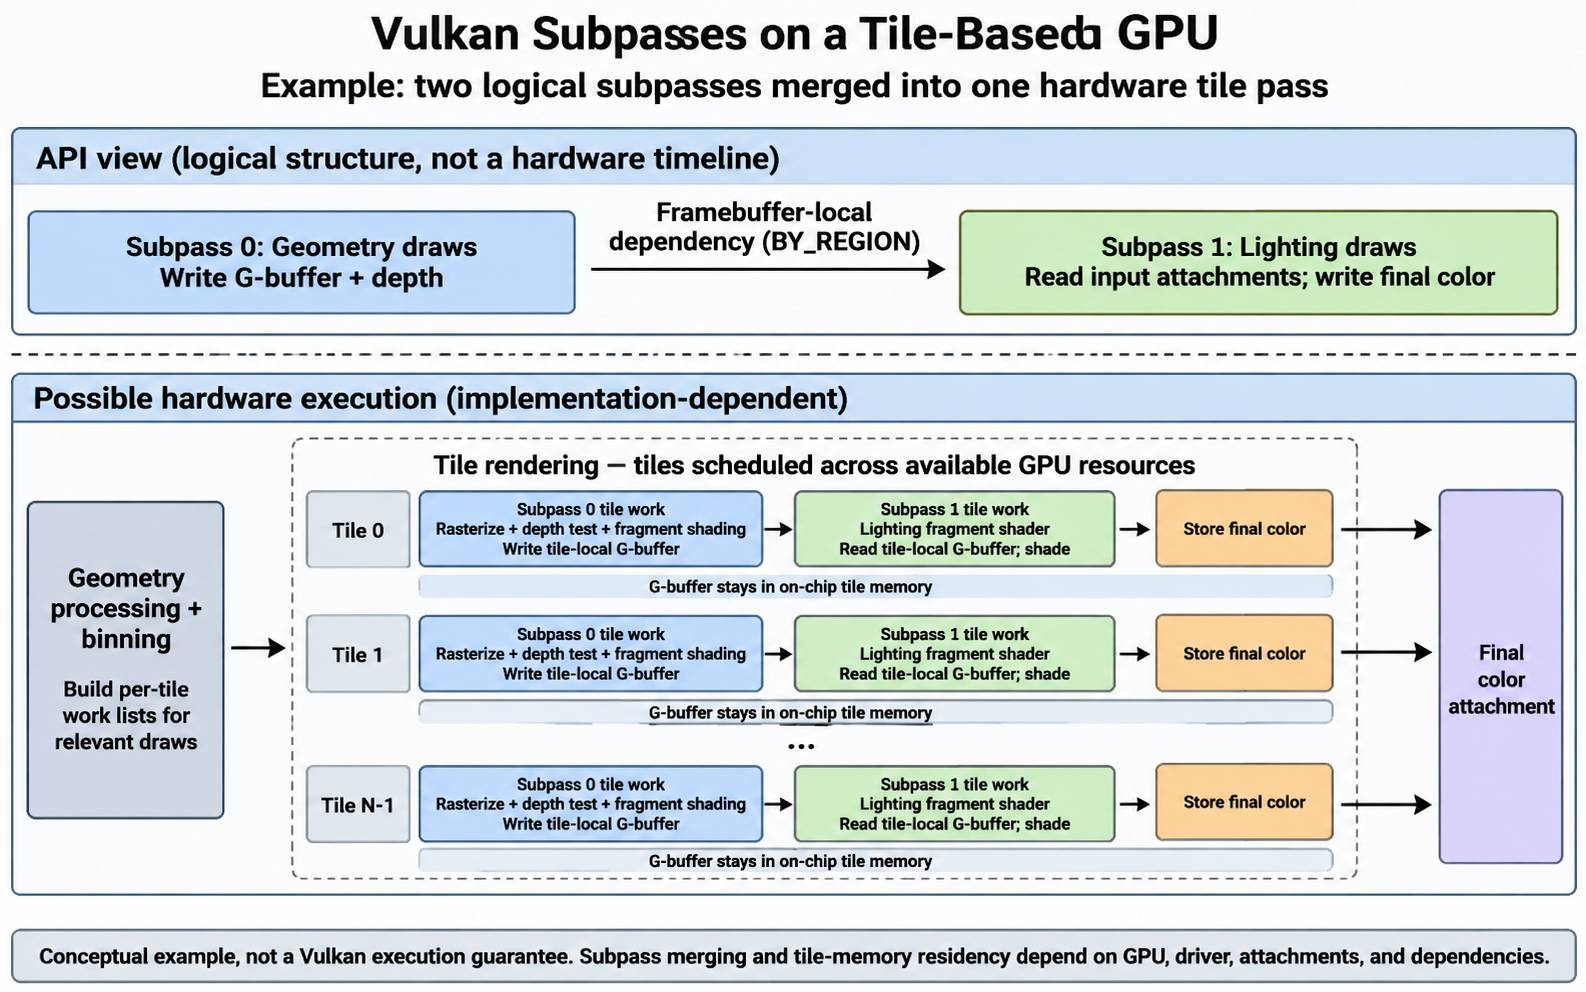 Vulkan Subpasses on a Tile-Baseda GPU
Example: two logical subpasses merged into one hardware tile pass
API view (logical structure, not a hardware timeline)
Subpass 0: Geometry draws
Write G-buffer + depth
Framebuffer-local
dependency (BY_REGION)
Subpass 1: Lighting draws
Read input attachments; write final color
Possible hardware execution (implementation-dependent)
Geometry
processing +
binning
Build per-tile
work lists for
relevant draws
Tile rendering — tiles scheduled across available GPU resources
Tile 0
Subpass 0 tile work
Rasterize + depth test + fragment shading
Write tile-local G-buffer
Subpass 1 tile work
Lighting fragment shader
Read tile-local G-buffer; shade
Store final color
G-buffer stays in on-chip tile memory
Tile 1
Subpass 0 tile work
Rasterize + depth test + fragment shading
Write tile-local G-buffer
Subpass 1 tile work
Lighting fragment shader
Read tile-local G-buffer; shade
Store final color
G-buffer stays in on-chip tile memory
...
Tile N-1
Subpass 0 tile work
Rasterize + depth test + fragment shading
Write tile-local G-buffer
Subpass 1 tile work
Lighting fragment shader
Read tile-local G-buffer; shade
Store final color
G-buffer stays in on-chip tile memory
Final
color
attachment
Conceptual example, not a Vulkan execution guarantee. Subpass merging and tile-memory residency depend on GPU, driver, attachments, and dependencies.